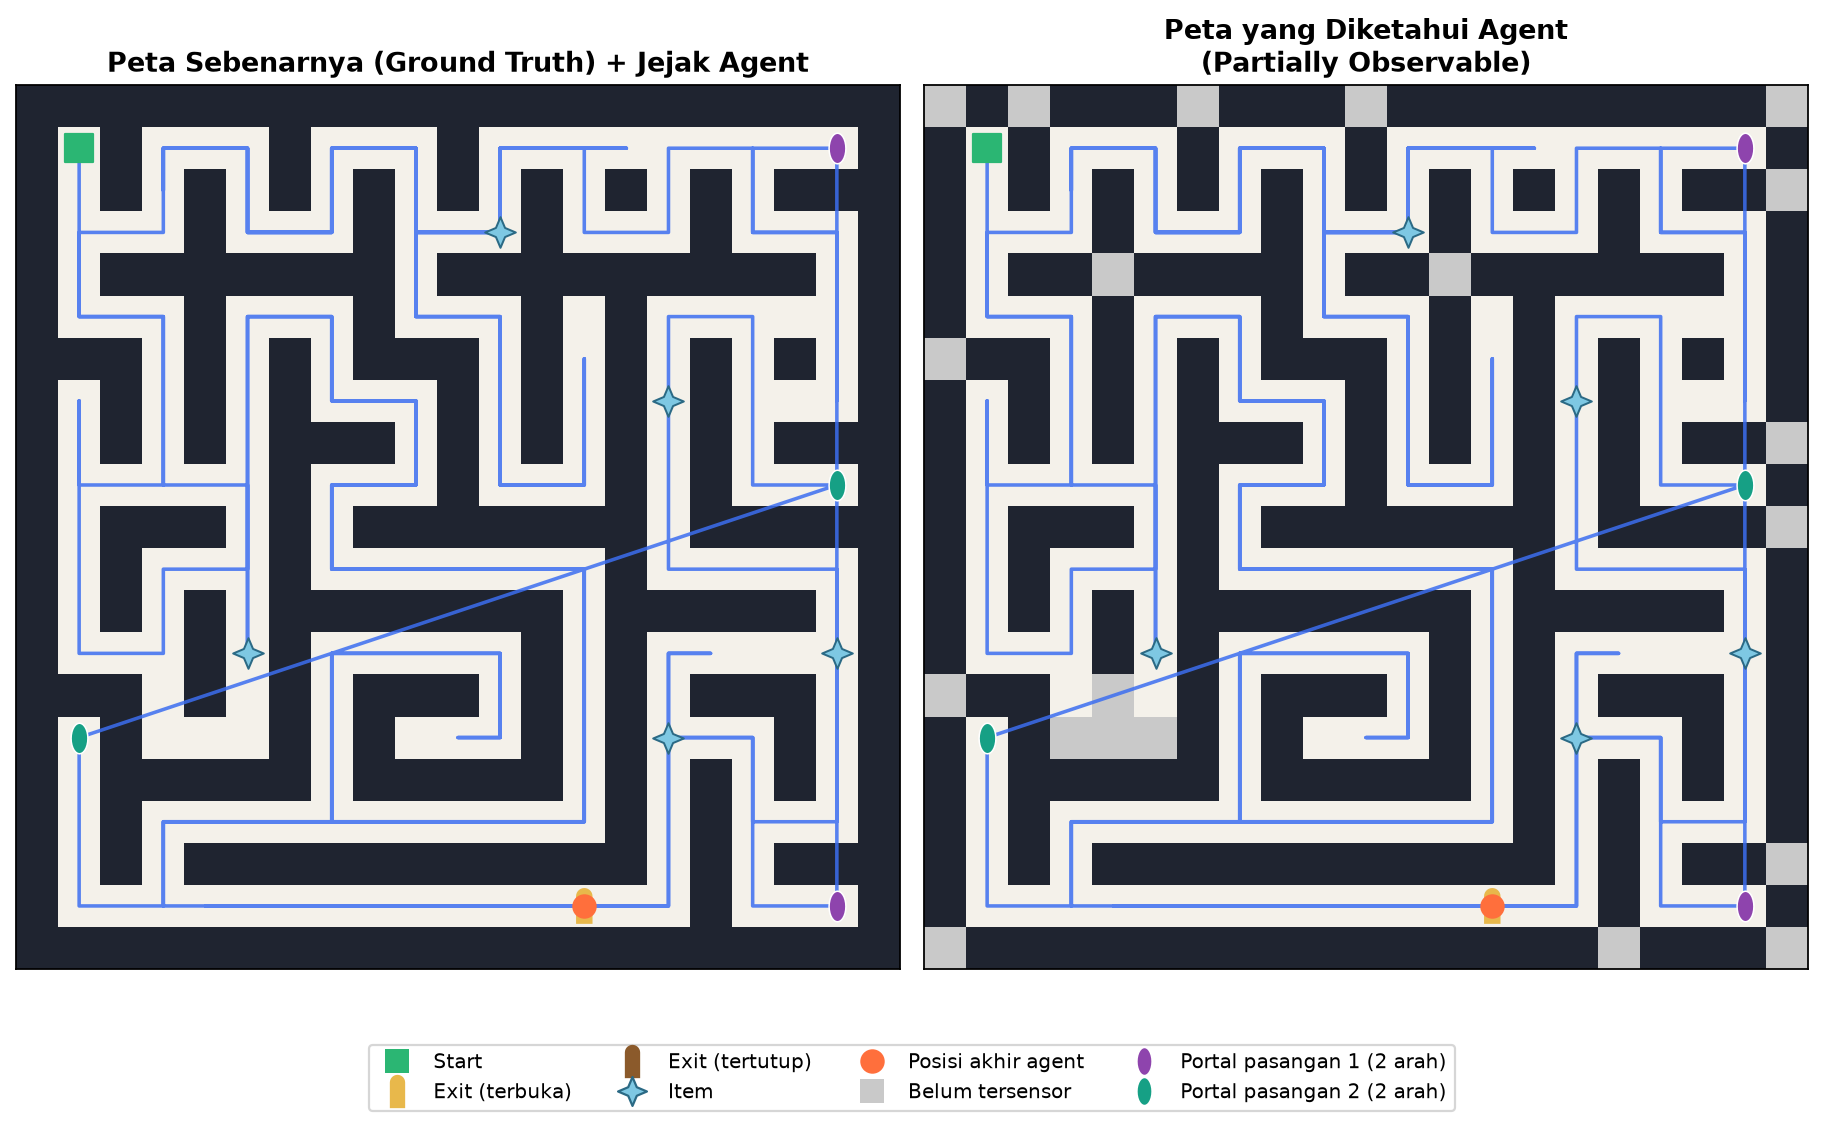 Peta Sebenarnya (Ground Truth) + Jejak Agent
Peta yang Diketahui Agent
(Partially Observable)
Start
Exit (terbuka)
Exit (tertutup)
Item
Posisi akhir agent
Belum tersensor
Portal pasangan 1 (2 arah)
Portal pasangan 2 (2 arah)